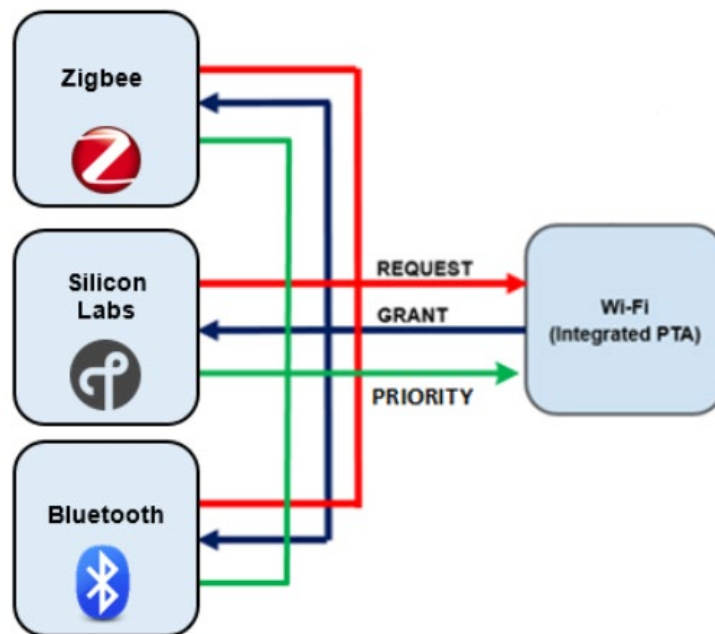 Zigbee
Silicon
Labs
Bluetooth
REQUEST
GRANT
PRIORITY
Wi-Fi
(Integrated PTA)